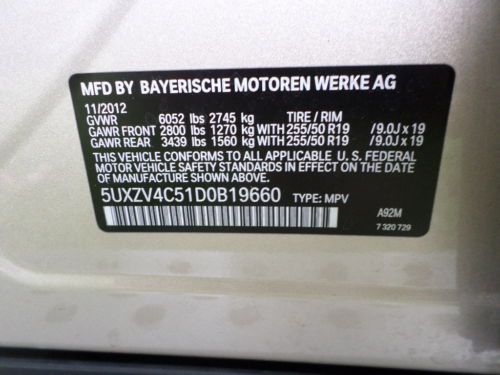 MFD BY BAYERISCHE MOTOREN WERKE AG
11/2012
GVWR 6052 lbs 2745 kg TIRE / RIM
GAWR FRONT 2800 lbs 1270 kg WITH 255/50 R19 /9.0J x 19
GAWR REAR 3439 lbs 1560 kg WITH 255/50 R19 /9.0J x 19
THIS VEHICLE CONFORMS TO ALL APPLICABLE U.S. FEDERAL
MOTOR VEHICLE SAFETY STANDARDS IN EFFECT ON THE DATE
OF MANUFACTURE SHOWN ABOVE.
5UXZV4C51D0B19660 TYPE: MPV
A92M
7 320 729